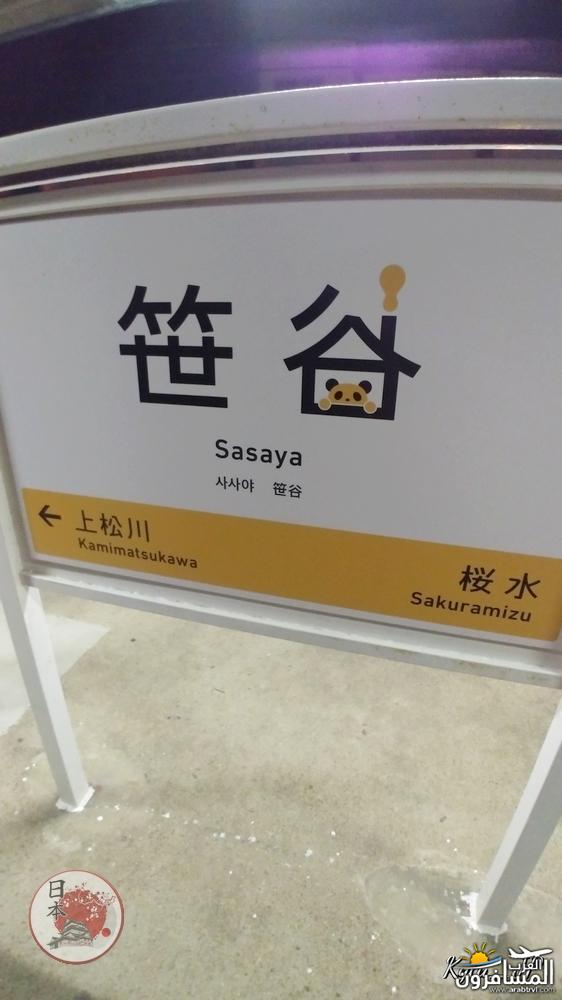 笹谷
Sasaya
사사야 笹谷
← 上松川
Kamimatsukawa
桜水
Sakuramizu
日本
المسافرون
العرب
www.arabtrvl.com